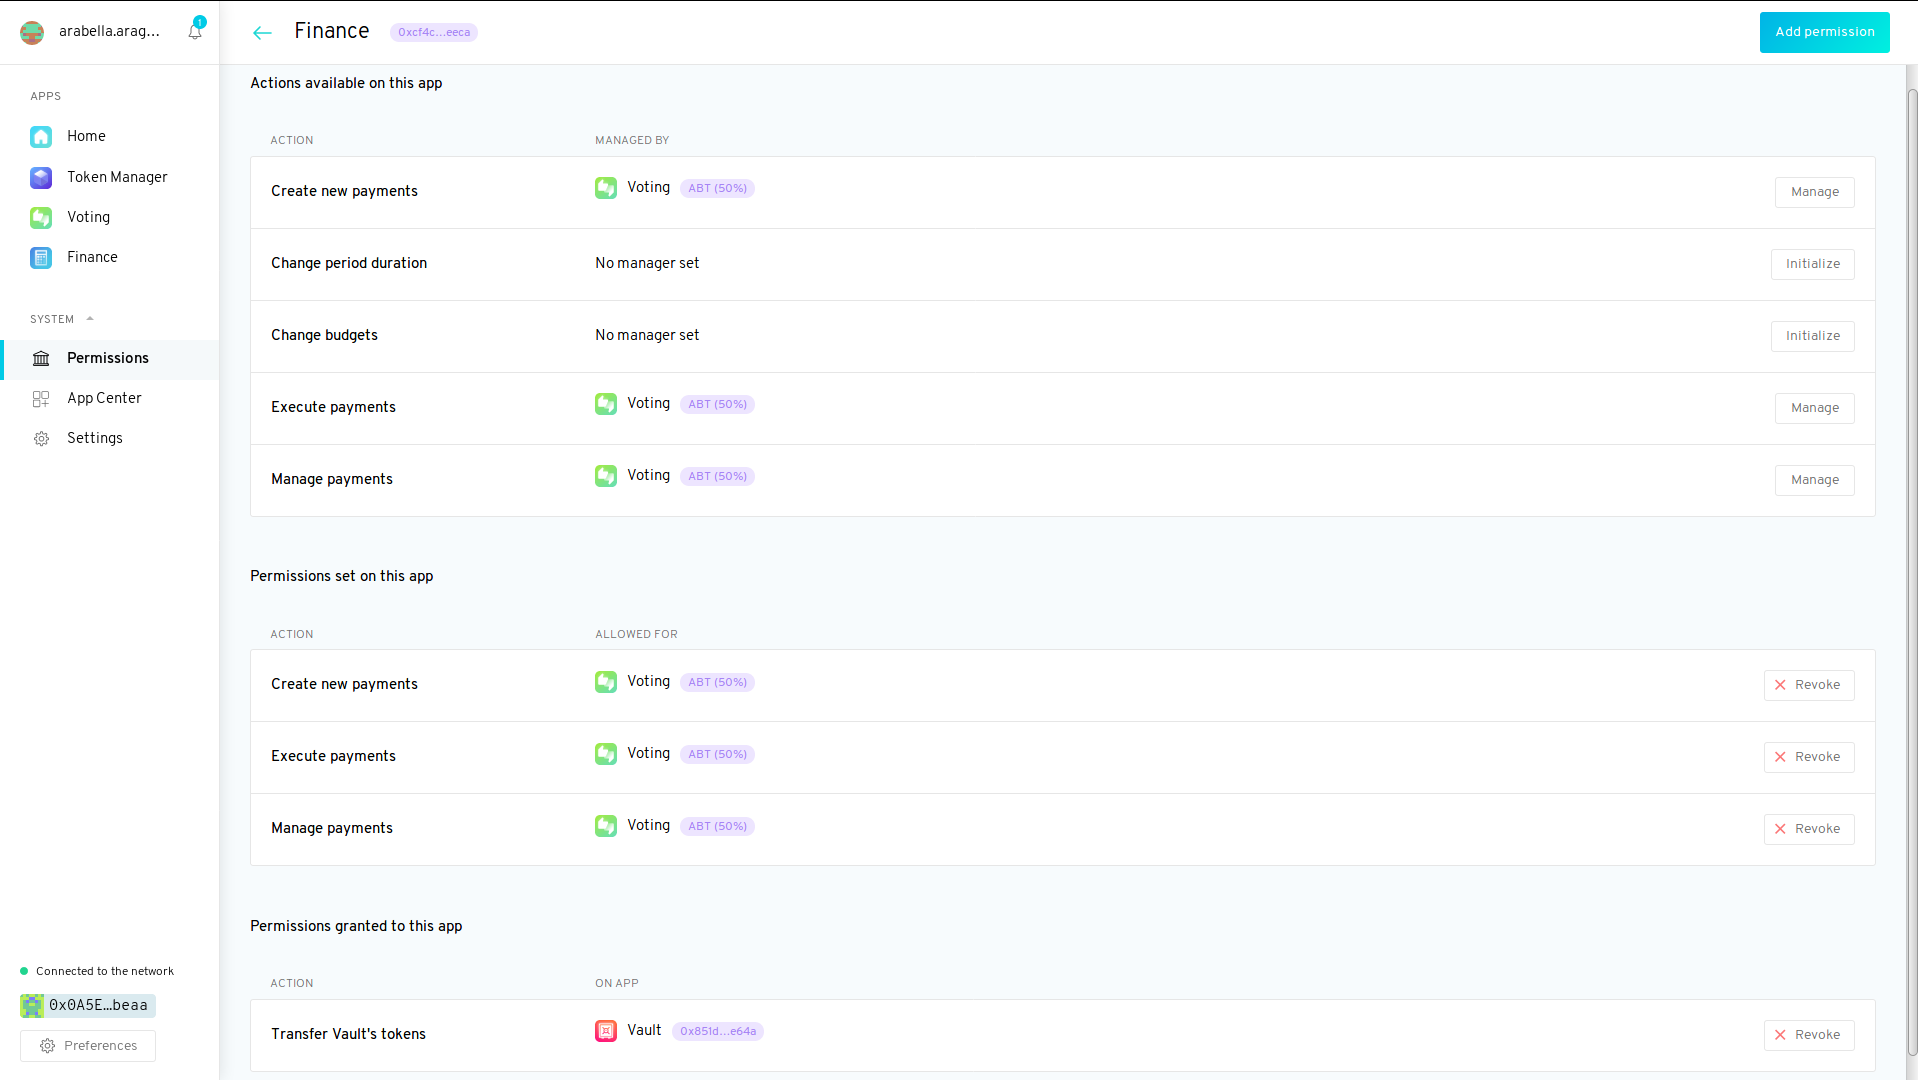 arabella.arag...
1
APPS
Home
Token Manager
Voting
Finance
SYSTEM
Permissions
App Center
Settings
Connected to the network
0x0A5E…beaa
Preferences
Finance
0xcf4c…eeca
Add permission
Actions available on this app
ACTION MANAGED BY
Create new payments Voting ABT (50%) Manage
Change period duration No manager set Initialize
Change budgets No manager set Initialize
Execute payments Voting ABT (50%) Manage
Manage payments Voting ABT (50%) Manage
Permissions set on this app
ACTION ALLOWED FOR
Create new payments Voting ABT (50%) Revoke
Execute payments Voting ABT (50%) Revoke
Manage payments Voting ABT (50%) Revoke
Permissions granted to this app
ACTION ON APP
Transfer Vault's tokens Vault 0x851d…e64a Revoke